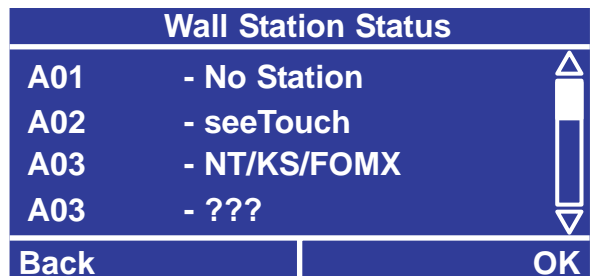 Wall Station Status
A01 - No Station
A02 - seeTouch
A03 - NT/KS/FOMX
A03 - ???
Back OK